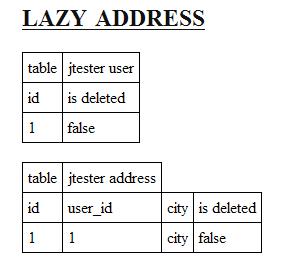 LAZY ADDRESS
table jtester user
id is deleted
1 false
table jtester address
id user_id city is deleted
1 1 city false